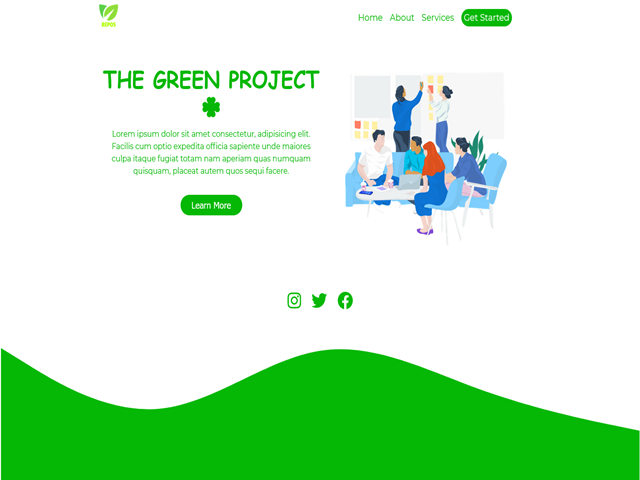 Home About Services Get Started
THE GREEN PROJECT
Lorem ipsum dolor sit amet consectetur, adipisicing elit.
Facilis cum optio expedita officia sapiente unde maiores
culpa itaque fugiat totam nam aperiam quas numquam
quisquam, placeat autem quos sequi facere.
Learn More